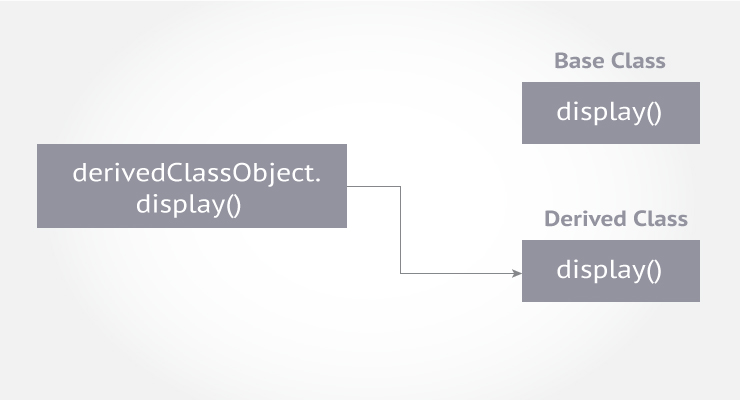 Base Class
display()
derivedClassObject.
display()
Derived Class
display()